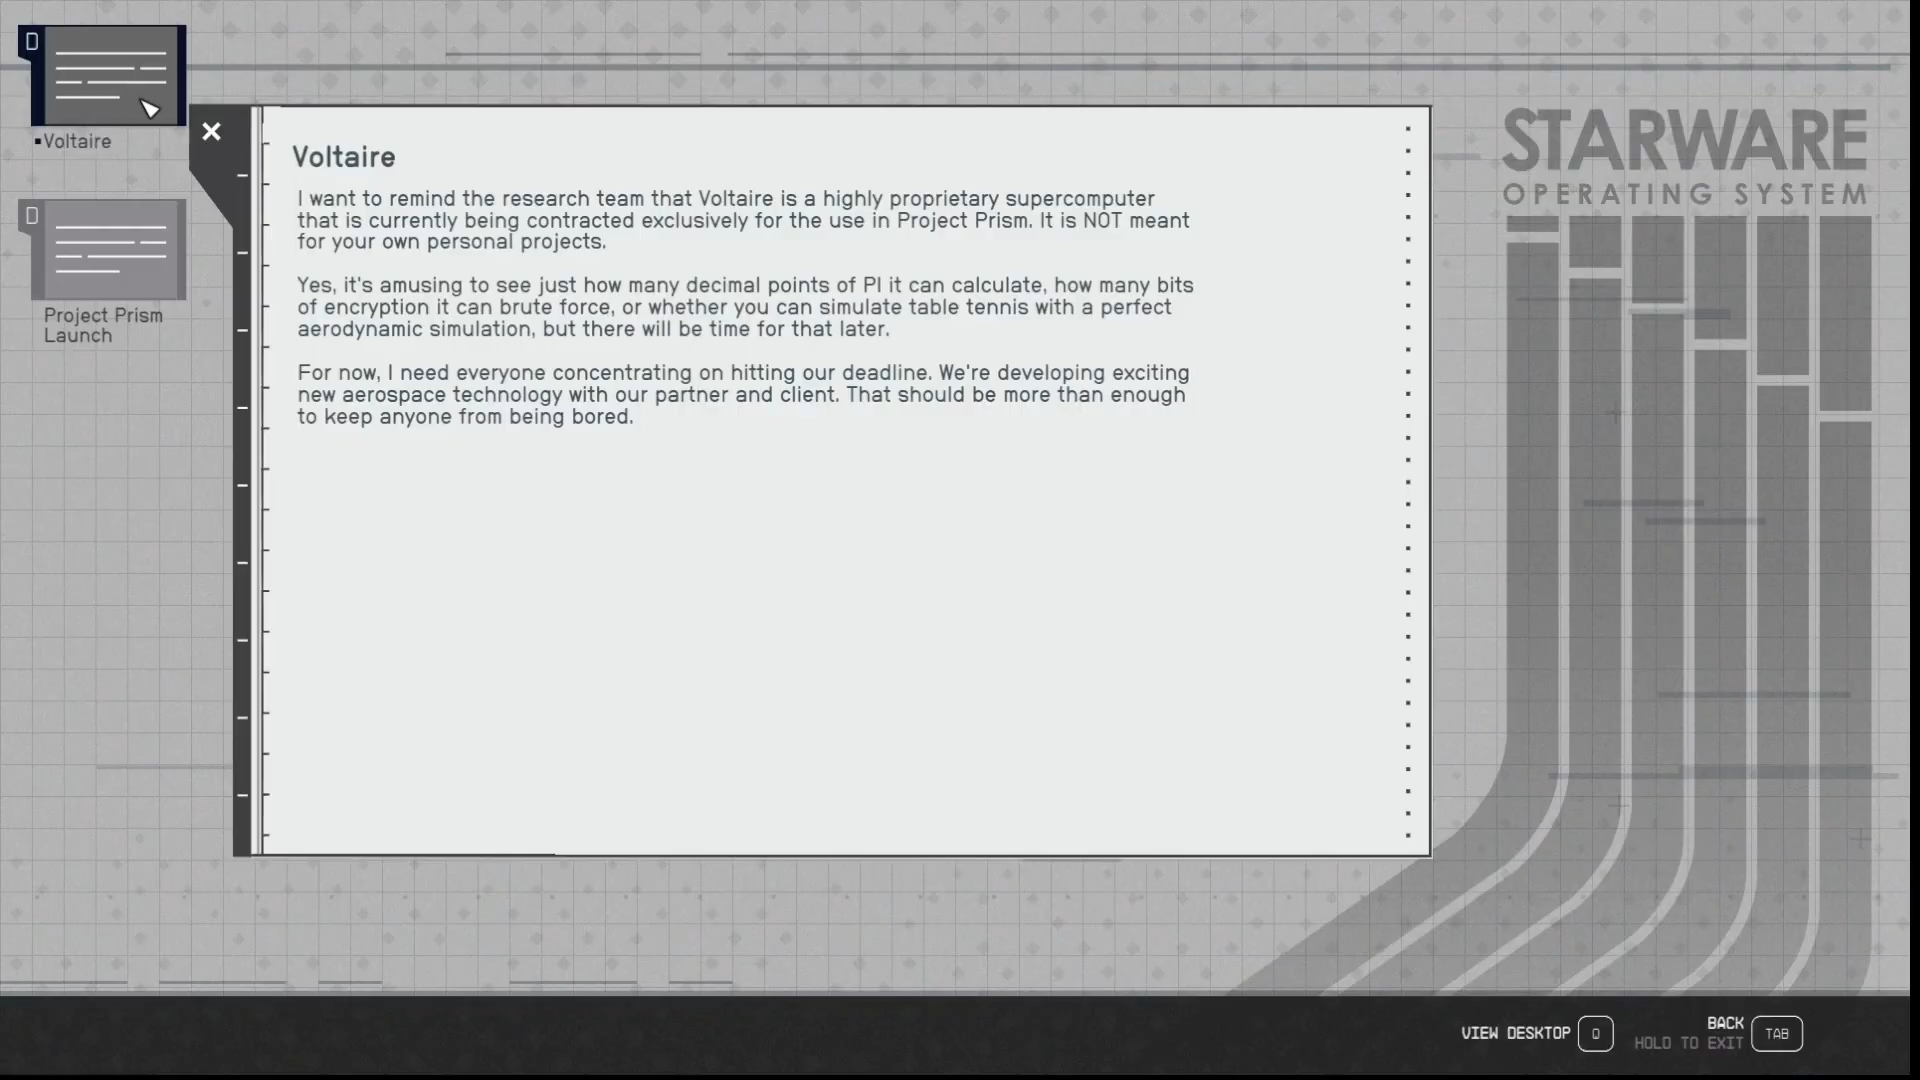 Voltaire
Project Prism
Launch
Voltaire
I want to remind the research team that Voltaire is a highly proprietary supercomputer
that is currently being contracted exclusively for the use in Project Prism. It is NOT meant
for your own personal projects.
Yes, it's amusing to see just how many decimal points of PI it can calculate, how many bits
of encryption it can brute force, or whether you can simulate table tennis with a perfect
aerodynamic simulation, but there will be time for that later.
For now, I need everyone concentrating on hitting our deadline. We're developing exciting
new aerospace technology with our partner and client. That should be more than enough
to keep anyone from being bored.
STARWARE
OPERATING SYSTEM
VIEW DESKTOP Q
BACK
HOLD TO EXIT TAB